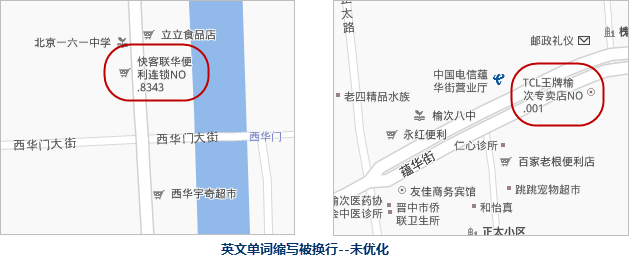 立立食品店
北京一六一中学
快客联华便
利连锁NO
.8343
西华门大街
西华门大街
西华门
西华宇奇超市
正太路
槐
邮政礼仪
中国电信蕴
华街营业厅
TCL王牌榆
次专卖店NO
.001
老四精品水族
榆次八中
永红便利
仁心诊所
百家老根便利店
蕴华街
友佳商务宾馆
跳跳宠物超市
榆次医药协
会中医诊所
晋中市侨
联卫生所
和怡真
正太小区
英文单词缩写被换行--未优化